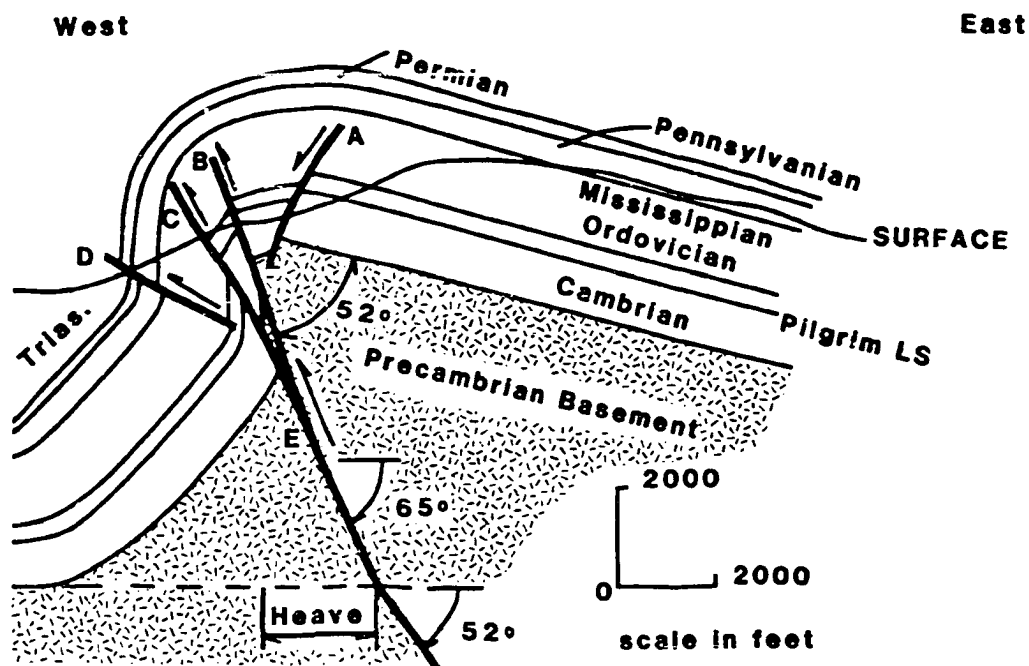 West
East
Permian
Pennsylvanian
A
B
C
D
Mississippian
Ordovician
SURFACE
Cambrian
Pilgrim LS
52°
Trias.
Precambrian Basement
E
65°
2000
0
2000
Heave
52°
scale in feet